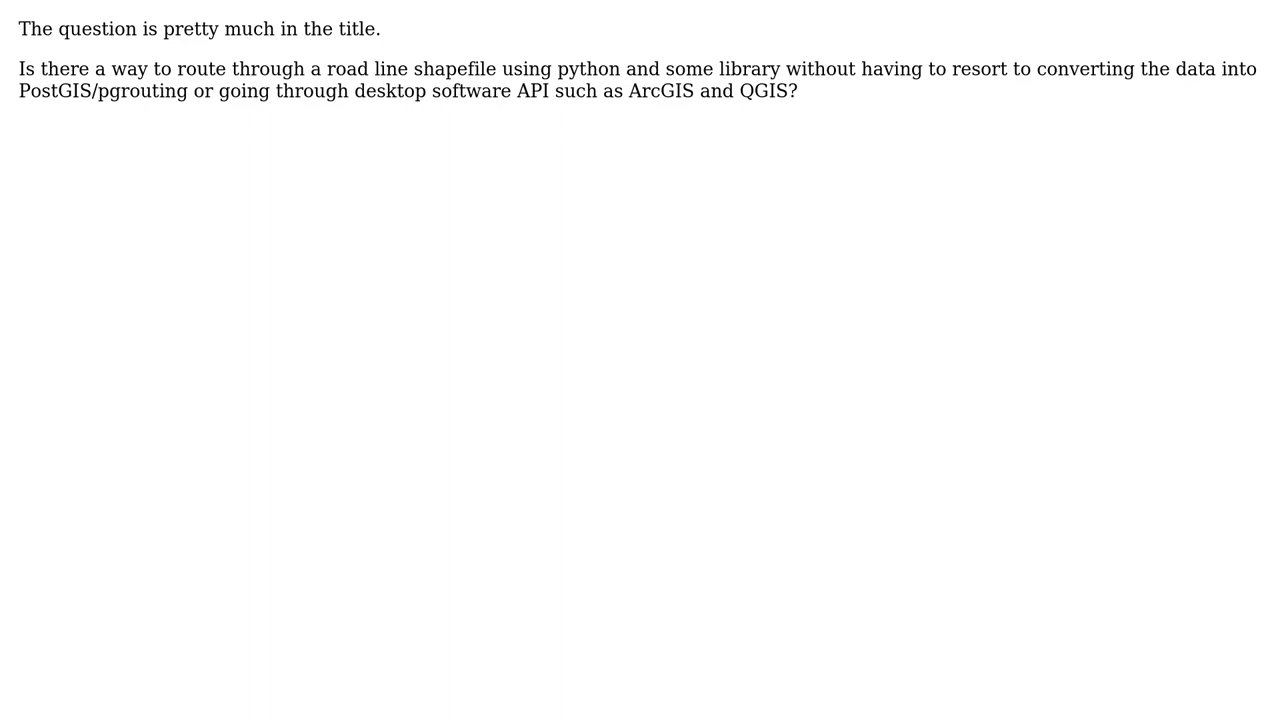 The question is pretty much in the title.
Is there a way to route through a road line shapefile using python and some library without having to resort to converting the data into
PostGIS/pgrouting or going through desktop software API such as ArcGIS and QGIS?